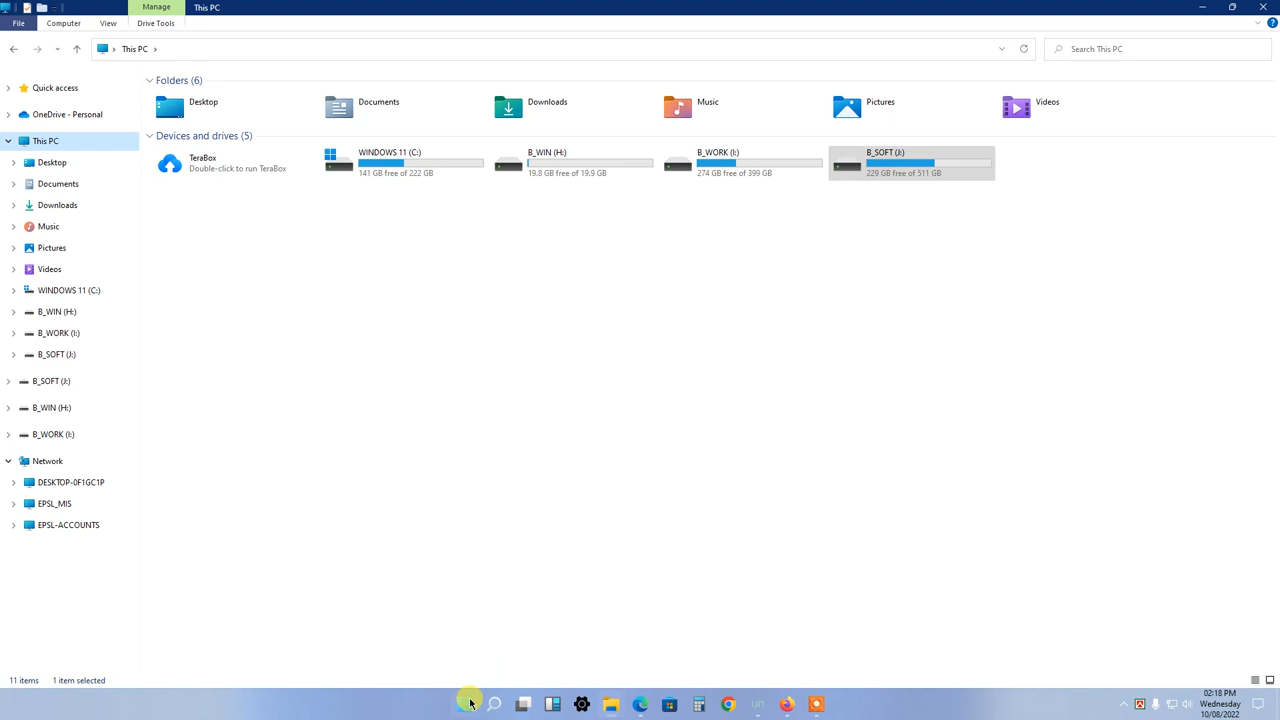 Manage
This PC
File
Computer
View
Drive Tools
This PC
Search This PC
Quick access
OneDrive - Personal
This PC
Desktop
Documents
Downloads
Music
Pictures
Videos
WINDOWS 11 (C:)
B_WIN (H:)
B_WORK (I:)
B_SOFT (J:)
B_SOFT (J:)
B_WIN (H:)
B_WORK (I:)
Network
DESKTOP-0F1GC1P
EPSL_MIS
EPSL-ACCOUNTS
Folders (6)
Desktop
Documents
Downloads
Music
Pictures
Videos
Devices and drives (5)
TeraBox
Double-click to run TeraBox
WINDOWS 11 (C:)
141 GB free of 222 GB
B_WIN (H:)
19.8 GB free of 19.9 GB
B_WORK (I:)
274 GB free of 399 GB
B_SOFT (J:)
229 GB free of 511 GB
11 items
1 item selected
un
02:18 PM
Wednesday
10/08/2022